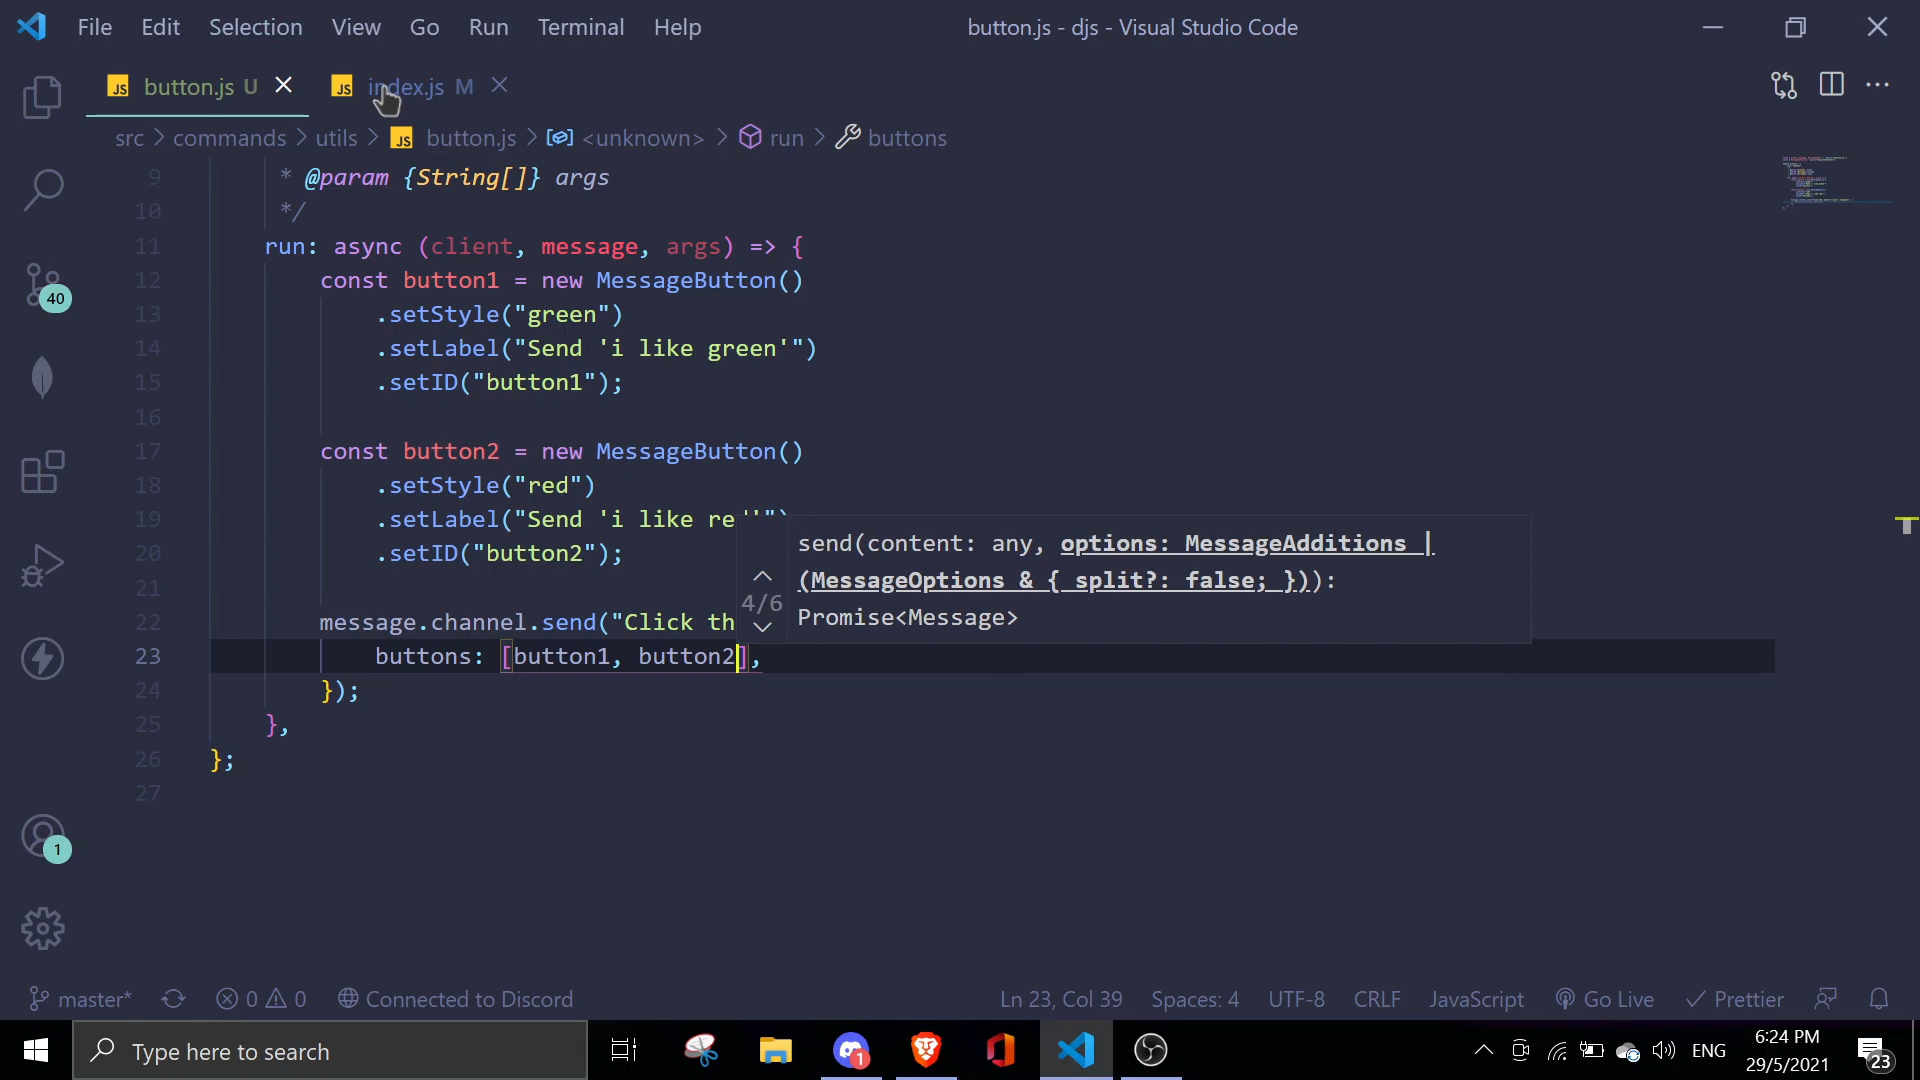 File Edit Selection View Go Run Terminal Help button.js - djs - Visual Studio Code
JS button.js U JS index.js M
src > commands > utils > JS button.js > <unknown> > run > buttons
9 * @param {String[]} args
10 */
11 run: async (client, message, args) => {
12 const button1 = new MessageButton()
13 .setStyle("green")
14 .setLabel("Send 'i like green'")
15 .setID("button1");
16
17 const button2 = new MessageButton()
18 .setStyle("red")
19 .setLabel("Send 'i like red'")
20 .setID("button2");
21
22 message.channel.send("Click th
23 buttons: [button1, button2],
24 });
25 },
26 };
27
send(content: any, options: MessageAdditions |
(MessageOptions & { split?: false; })):
Promise<Message>
4/6
40
1
master* 0 0 Connected to Discord Ln 23, Col 39 Spaces: 4 UTF-8 CRLF JavaScript Go Live Prettier
Type here to search 1 ENG 6:24 PM
29/5/2021 23